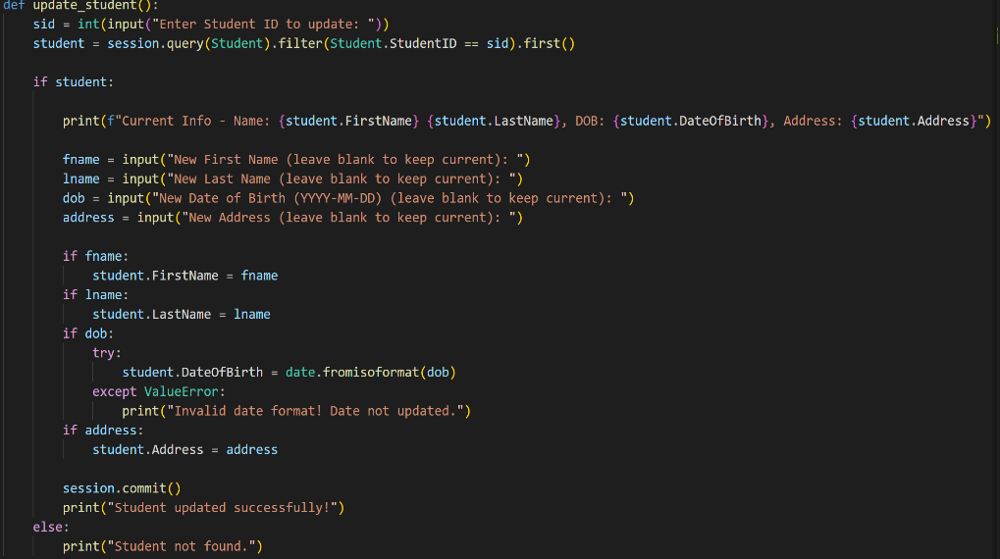 def update_student():
    sid = int(input("Enter Student ID to update: "))
    student = session.query(Student).filter(Student.StudentID == sid).first()
    if student:
        print(f"Current Info - Name: {student.FirstName} {student.LastName}, DOB: {student.DateOfBirth}, Address: {student.Address}")
        fname = input("New First Name (leave blank to keep current): ")
        lname = input("New Last Name (leave blank to keep current): ")
        dob = input("New Date of Birth (YYYY-MM-DD) (leave blank to keep current): ")
        address = input("New Address (leave blank to keep current): ")
        if fname:
            student.FirstName = fname
        if lname:
            student.LastName = lname
        if dob:
            try:
                student.DateOfBirth = date.fromisoformat(dob)
            except ValueError:
                print("Invalid date format! Date not updated.")
        if address:
            student.Address = address
        session.commit()
        print("Student updated successfully!")
    else:
        print("Student not found.")